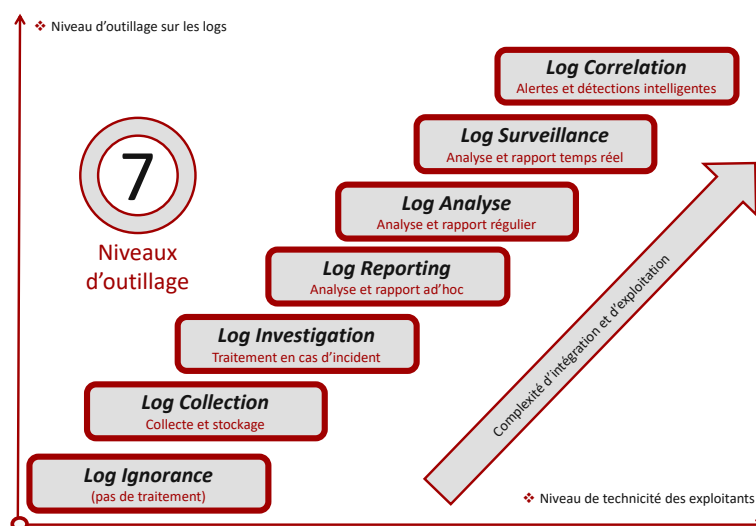 ❖ Niveau d'outillage sur les logs
Log Correlation
Alertes et détections intelligentes
Log Surveillance
Analyse et rapport temps réel
7
Niveaux
d'outillage
Log Analyse
Analyse et rapport régulier
Log Reporting
Analyse et rapport ad'hoc
Log Investigation
Traitement en cas d'incident
Log Collection
Collecte et stockage
Log Ignorance
(pas de traitement)
Complexité d'intégration et d'exploitation
❖ Niveau de technicité des exploitants